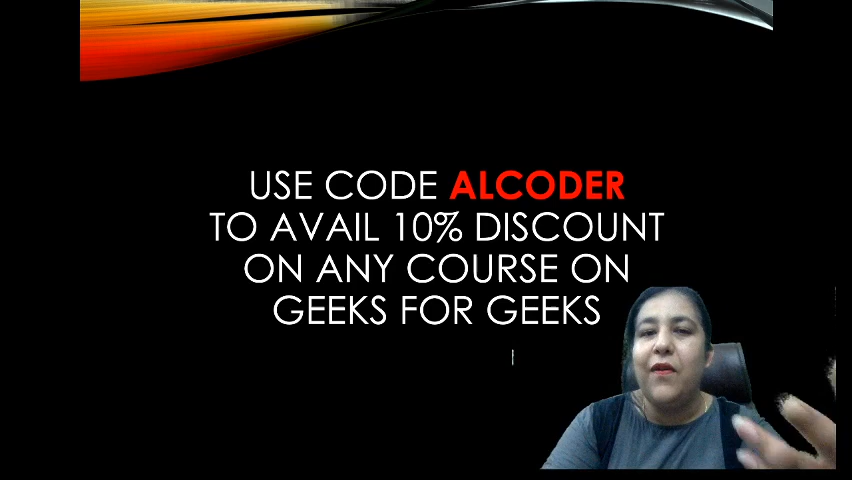 USE CODE ALCODER
TO AVAIL 10% DISCOUNT
ON ANY COURSE ON
GEEKS FOR GEEKS